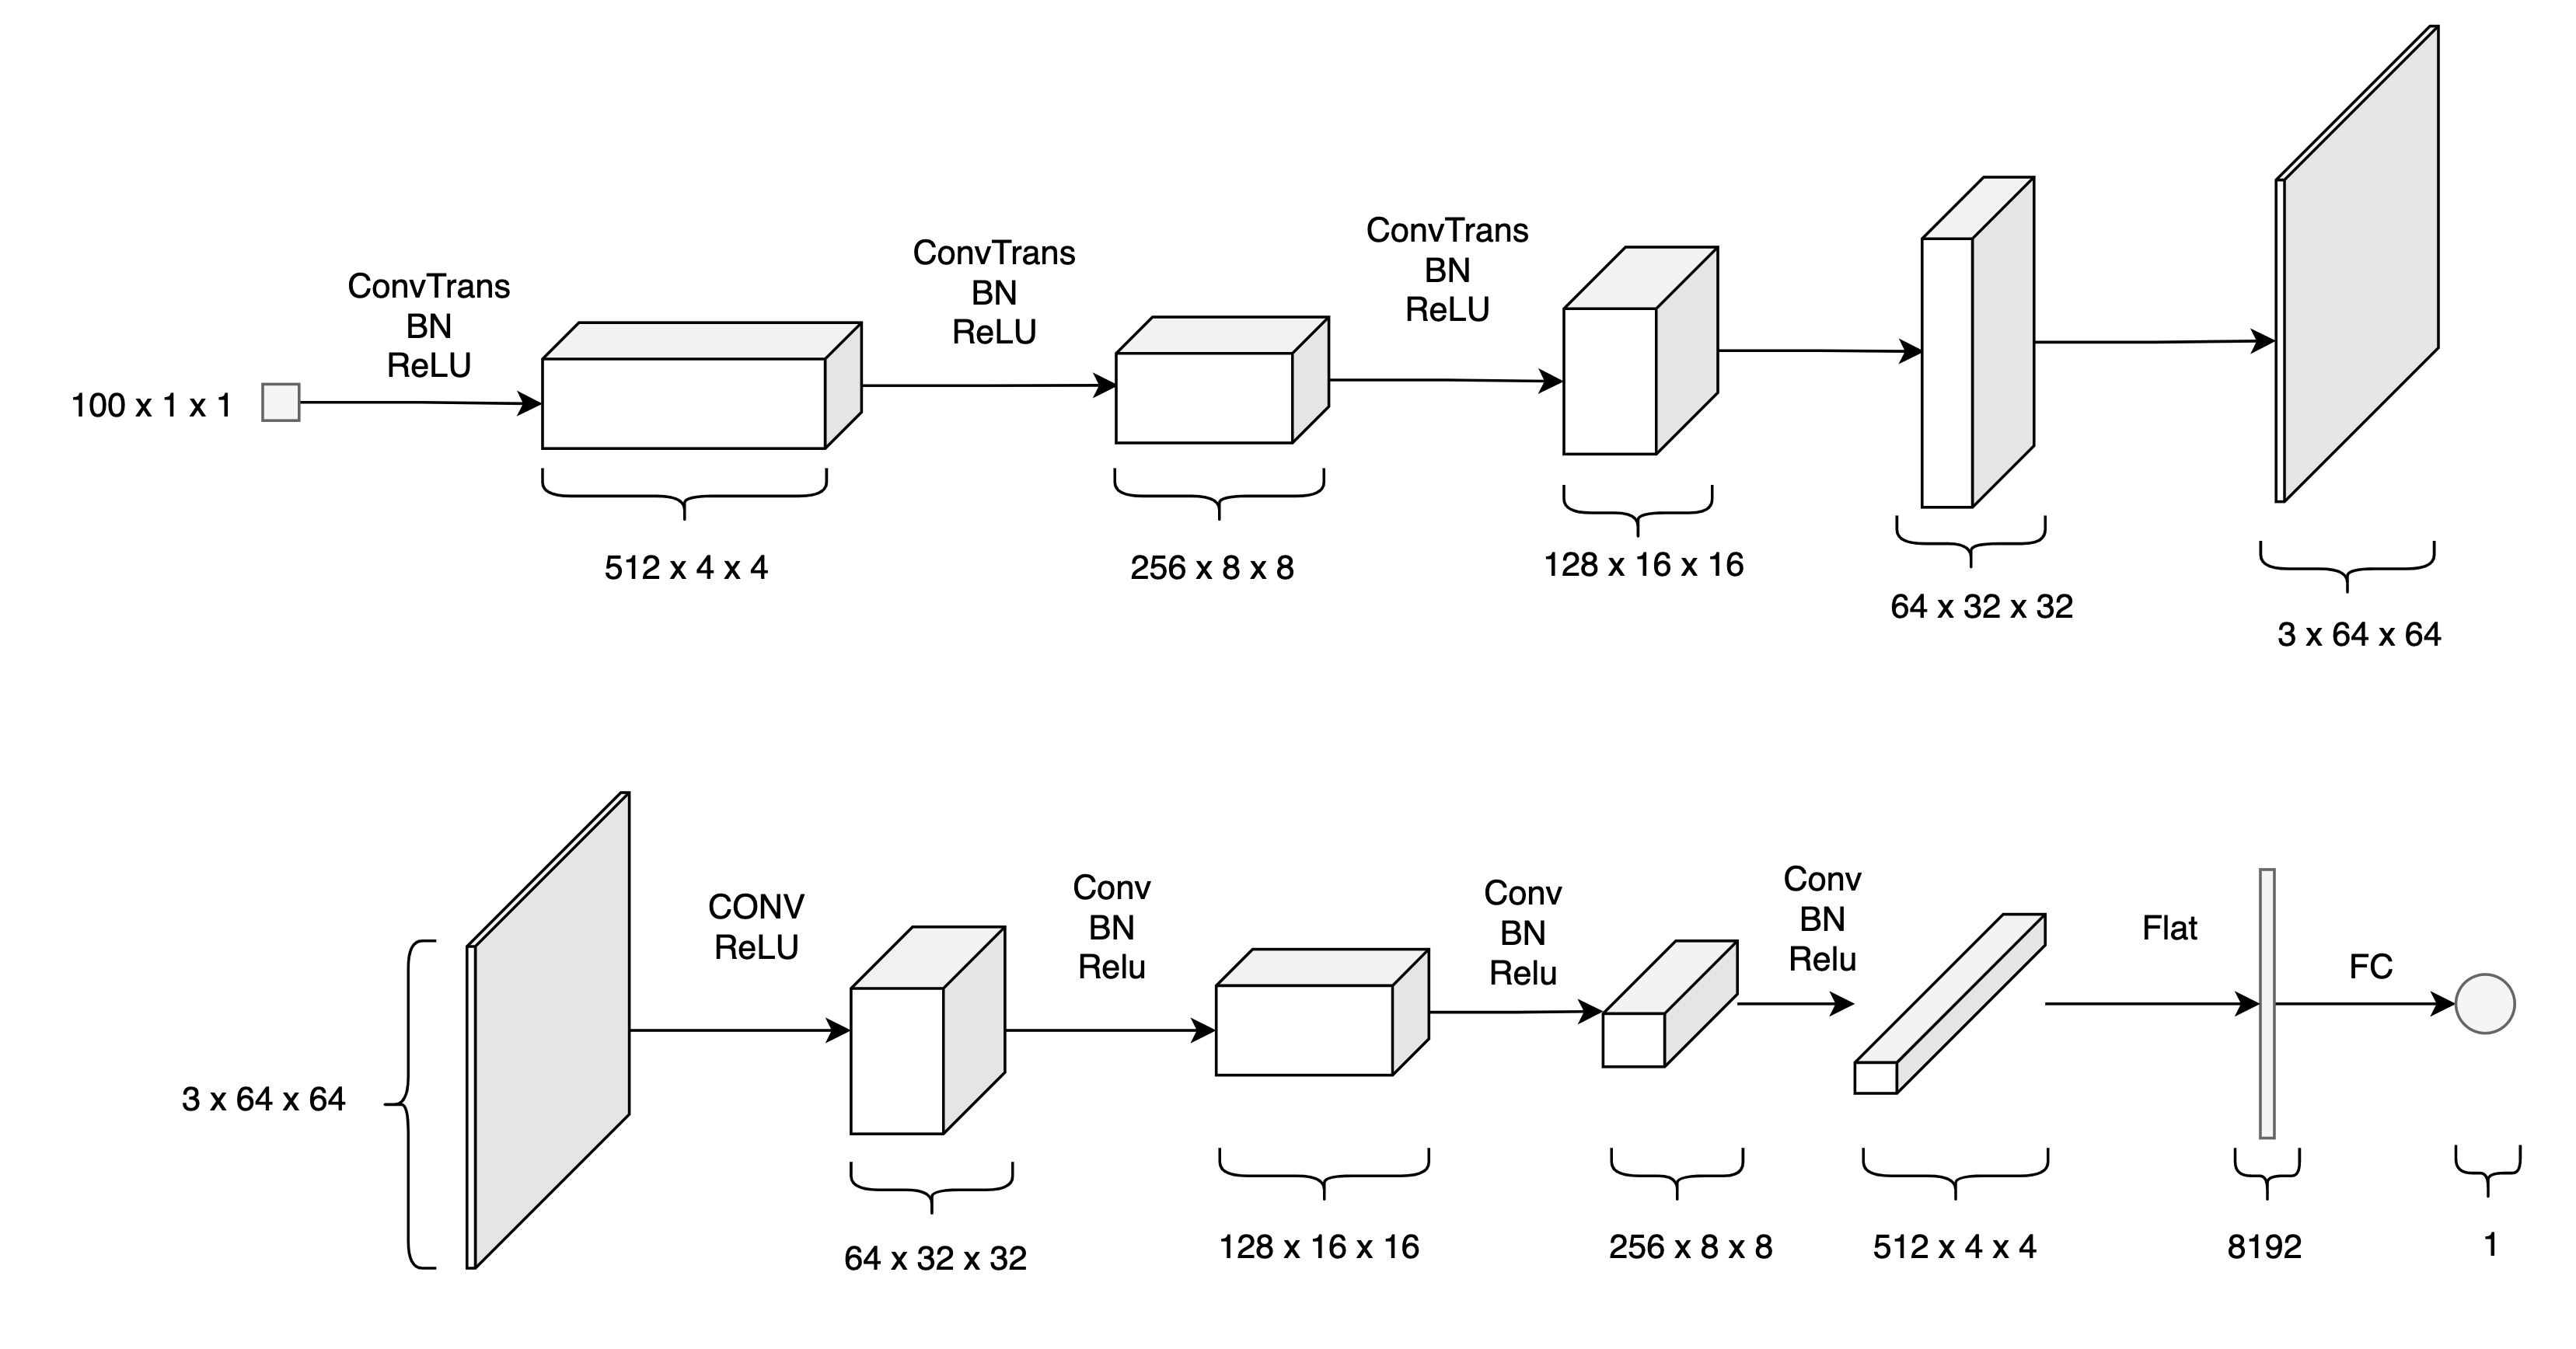 100 x 1 x 1
ConvTrans
BN
ReLU
512 x 4 x 4
ConvTrans
BN
ReLU
256 x 8 x 8
ConvTrans
BN
ReLU
128 x 16 x 16
64 x 32 x 32
3 x 64 x 64
3 x 64 x 64
CONV
ReLU
64 x 32 x 32
Conv
BN
Relu
128 x 16 x 16
Conv
BN
Relu
256 x 8 x 8
Conv
BN
Relu
512 x 4 x 4
Flat
8192
FC
1